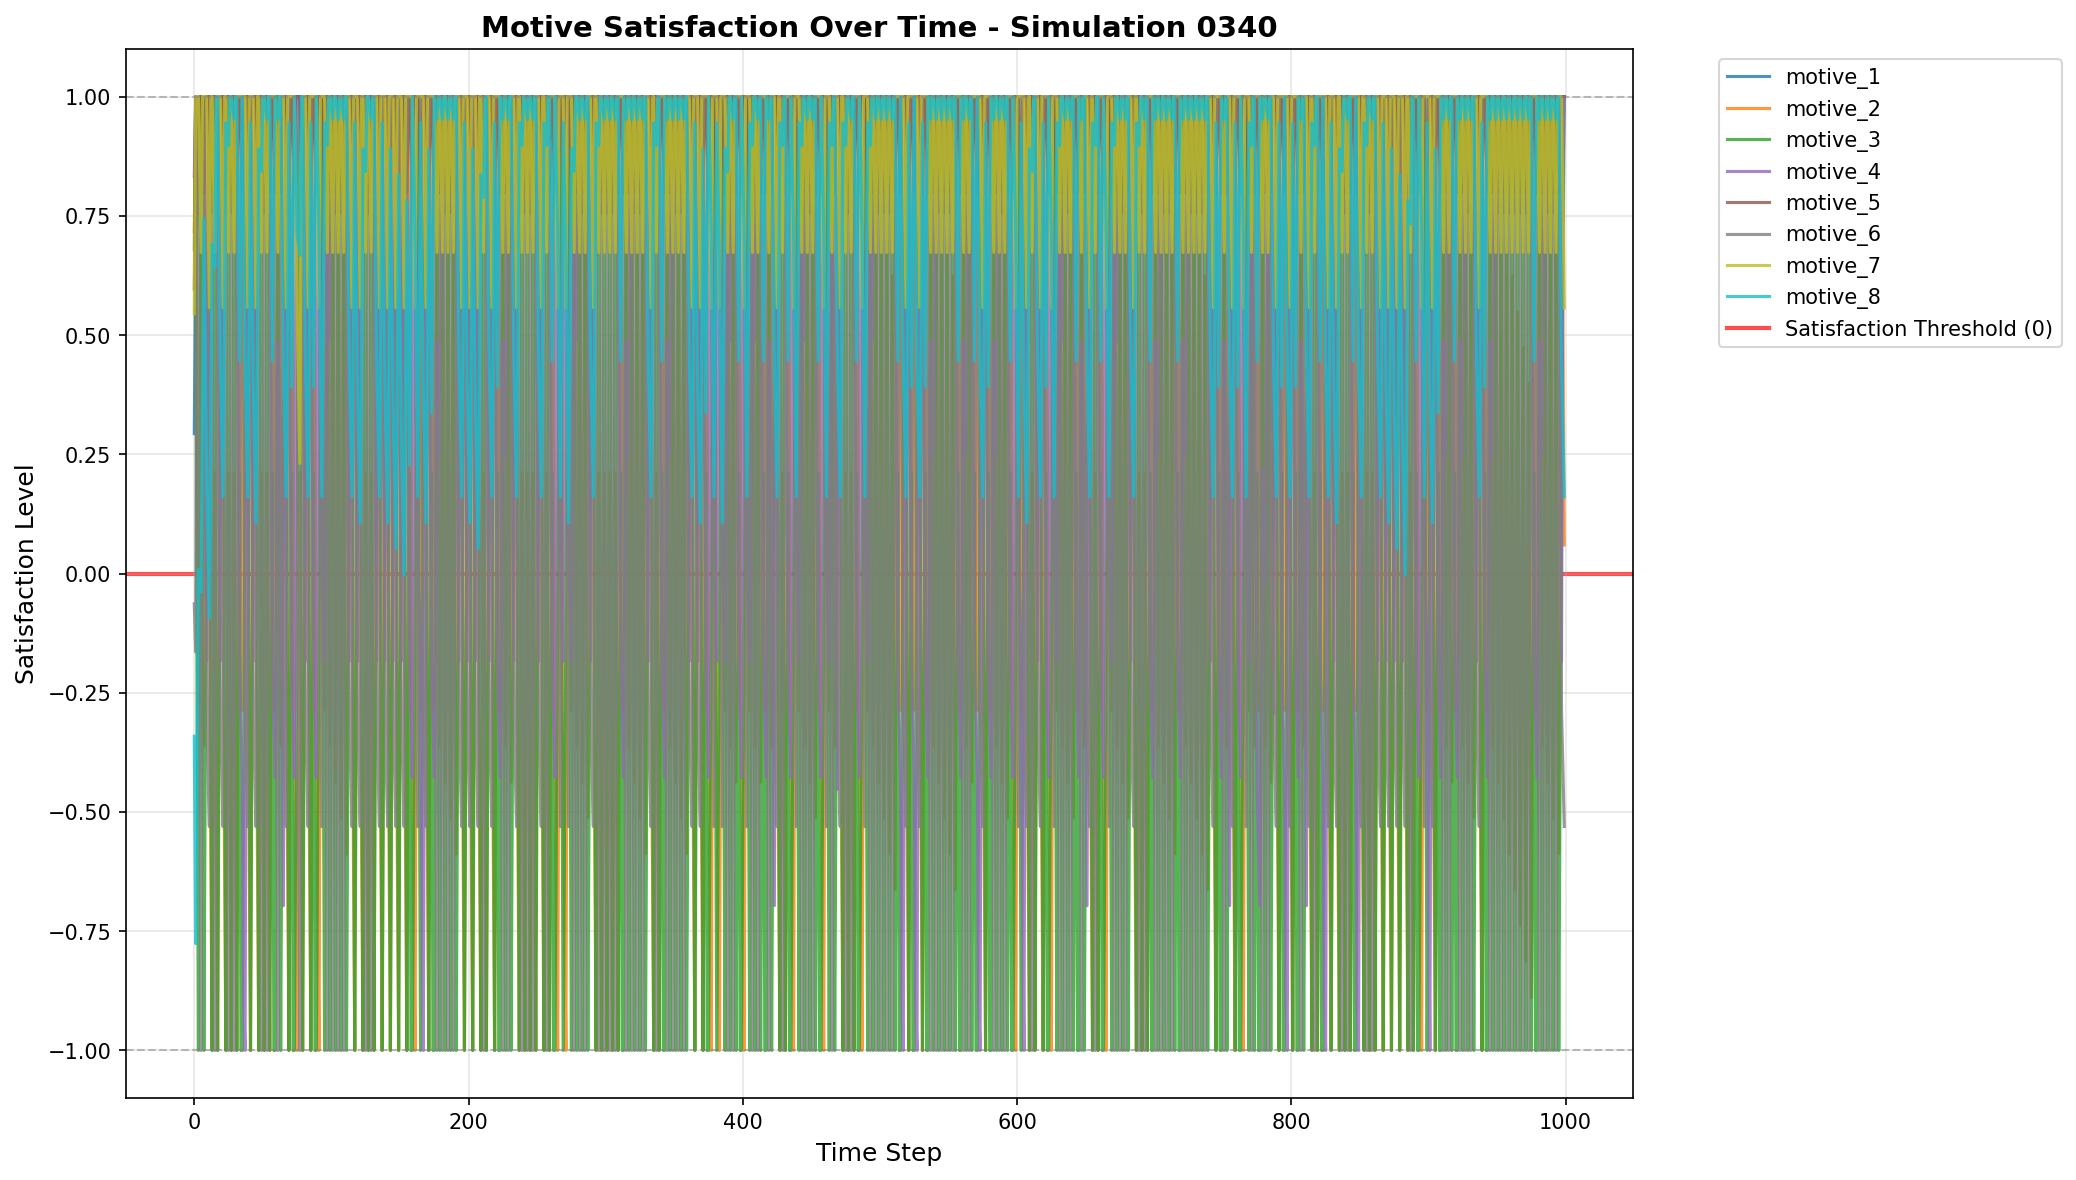 Motive Satisfaction Over Time - Simulation 0340
motive_1
motive_2
motive_3
motive_4
motive_5
motive_6
motive_7
motive_8
Satisfaction Threshold (0)
Satisfaction Level
1.00
0.75
0.50
0.25
0.00
−0.25
−0.50
−0.75
−1.00
0 200 400 600 800 1000
Time Step